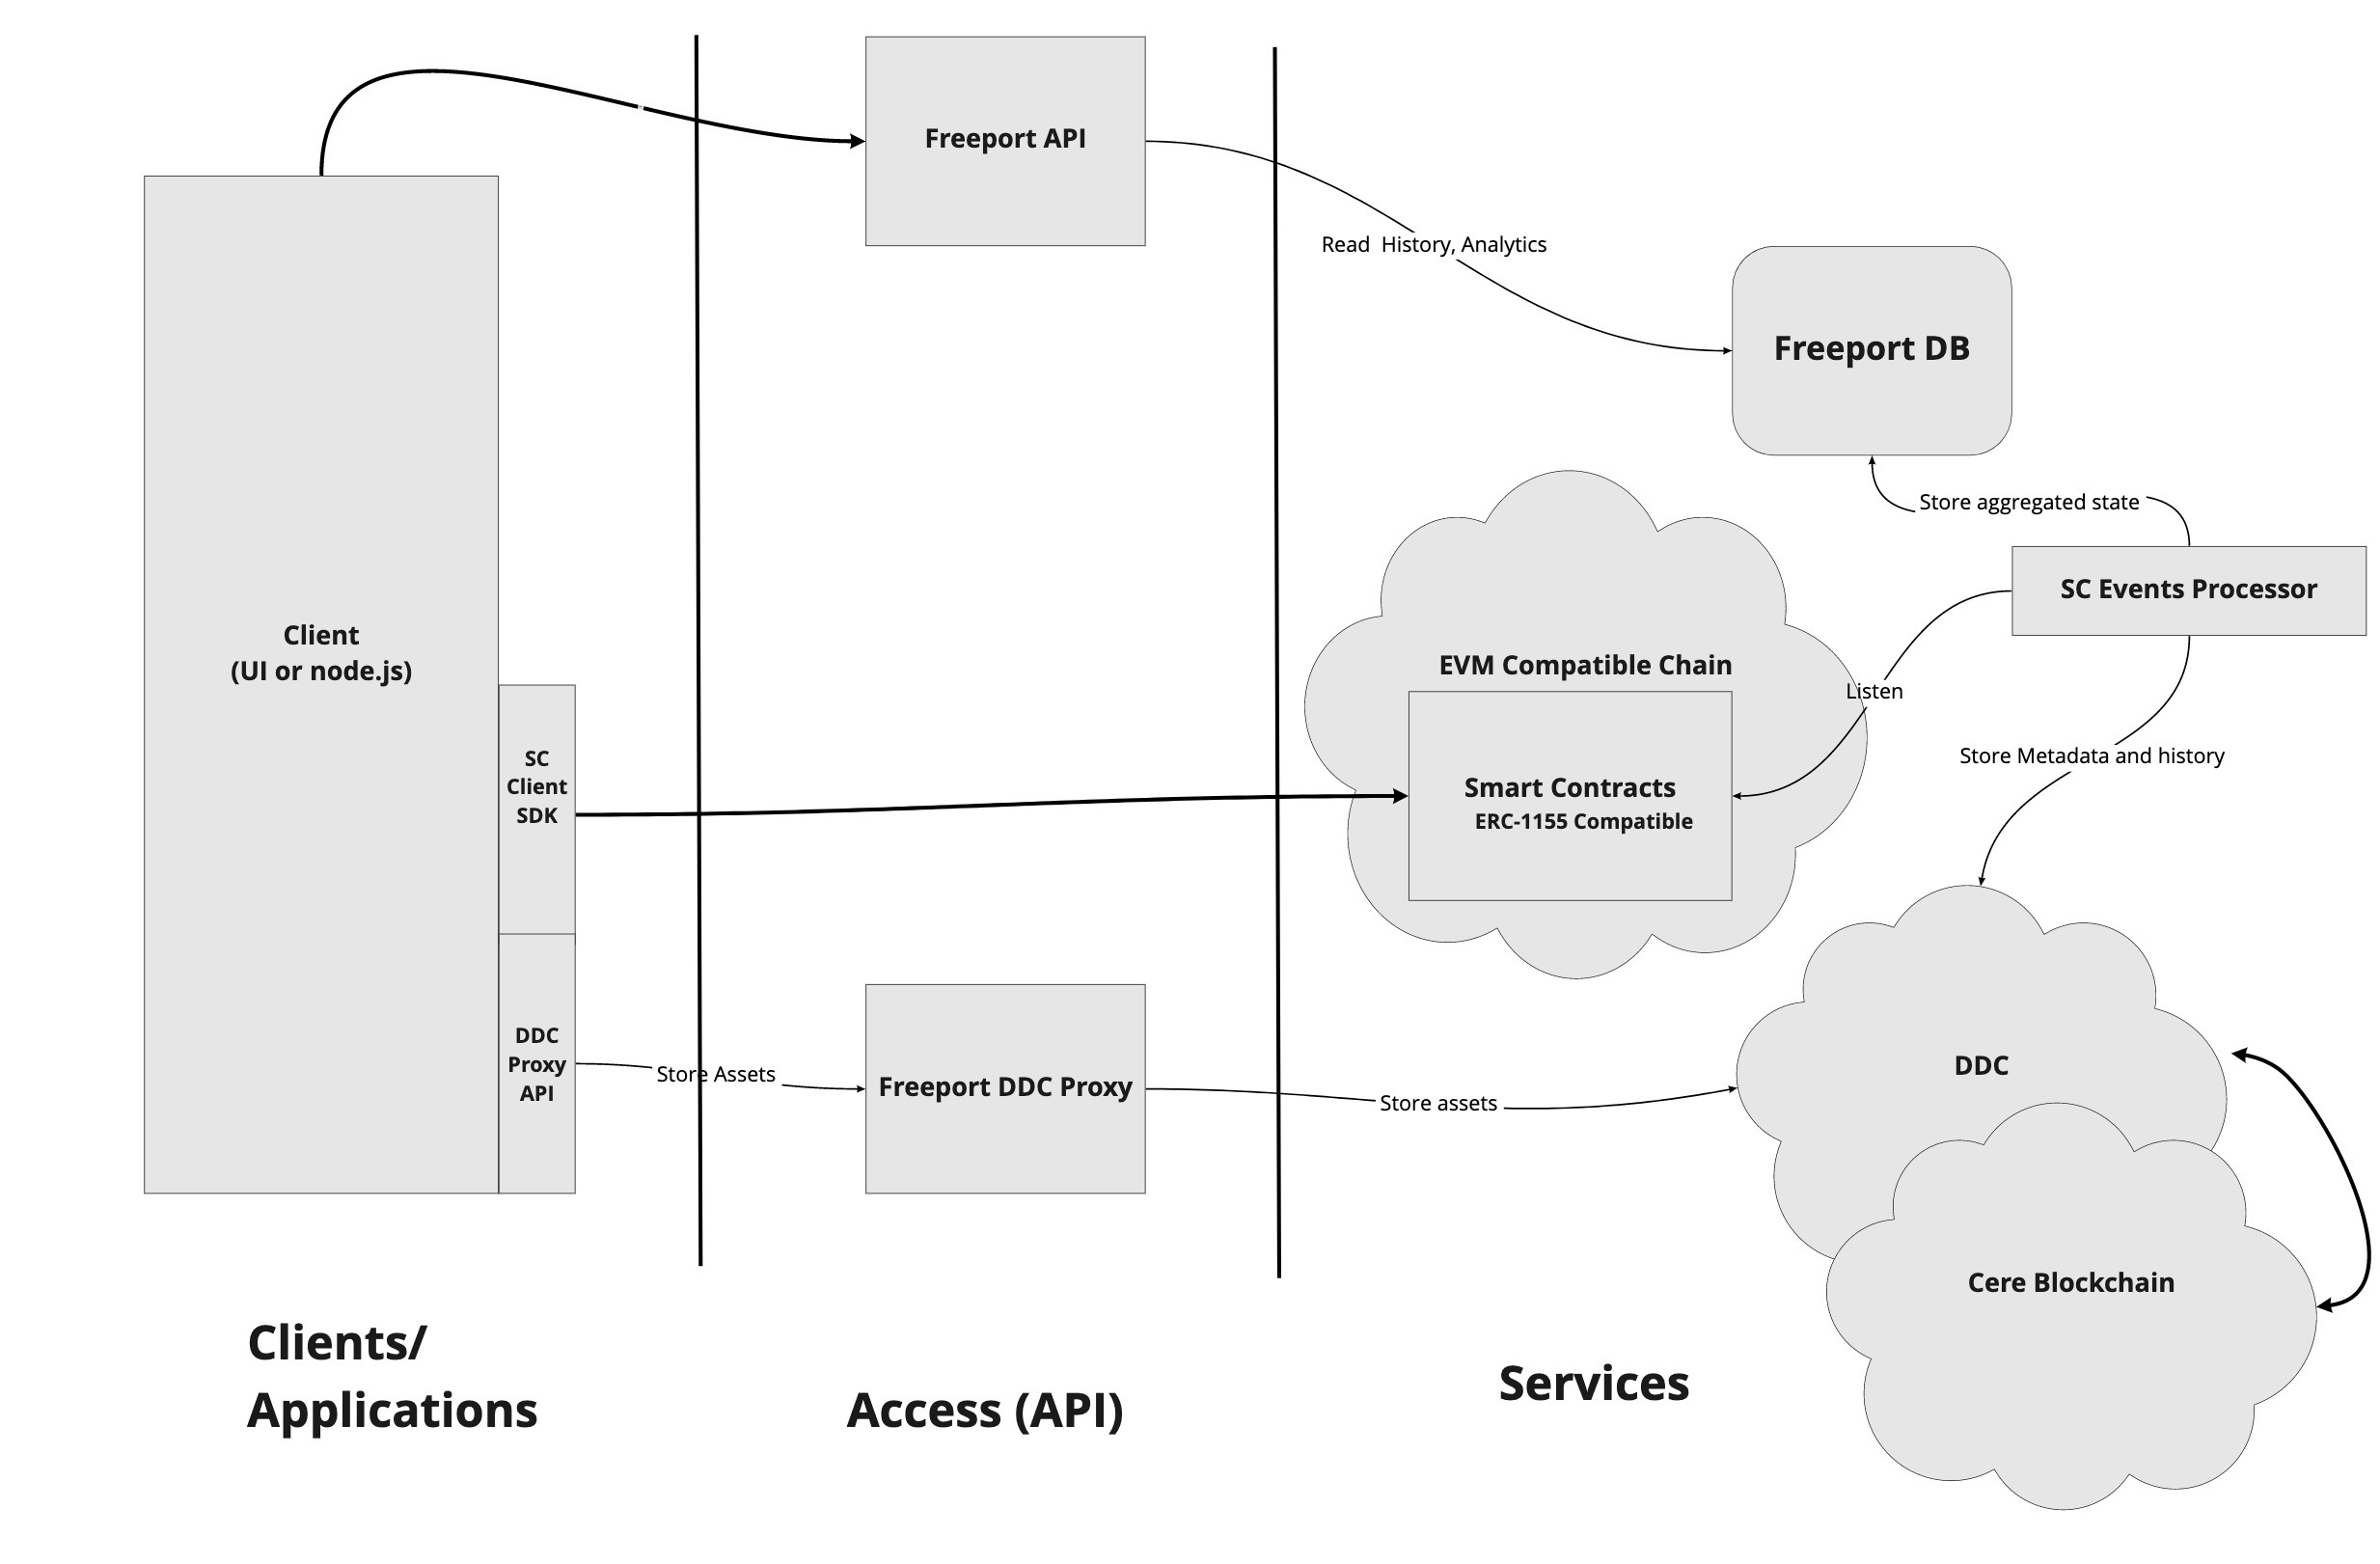 Freeport API
Read  History, Analytics
Freeport DB
Store aggregated state
SC Events Processor
Client
(UI or node.js)
EVM Compatible Chain
Listen
SC
Client
SDK
Smart Contracts
ERC-1155 Compatible
Store Metadata and history
DDC
Proxy
API
Store Assets
Freeport DDC Proxy
Store assets
DDC
Cere Blockchain
Clients/
Applications
Access (API)
Services